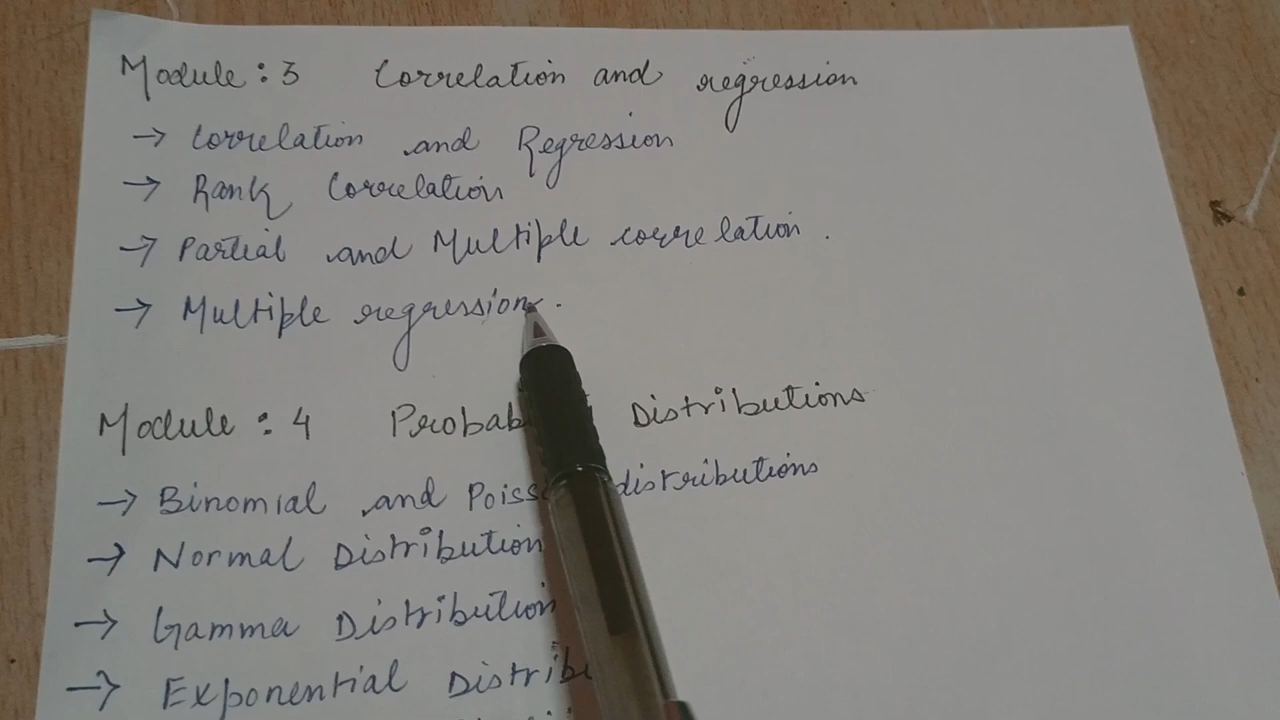 Module : 3 Correlation and regression
→ Correlation and Regression
→ Rank Correlation
→ Partial and Multiple correlation .
→ Multiple regression .
Module : 4 Probab Distributions
→ Binomial and Poiss distributions
→ Normal Distribution
→ Gamma Distribution
→ Exponential Distrib